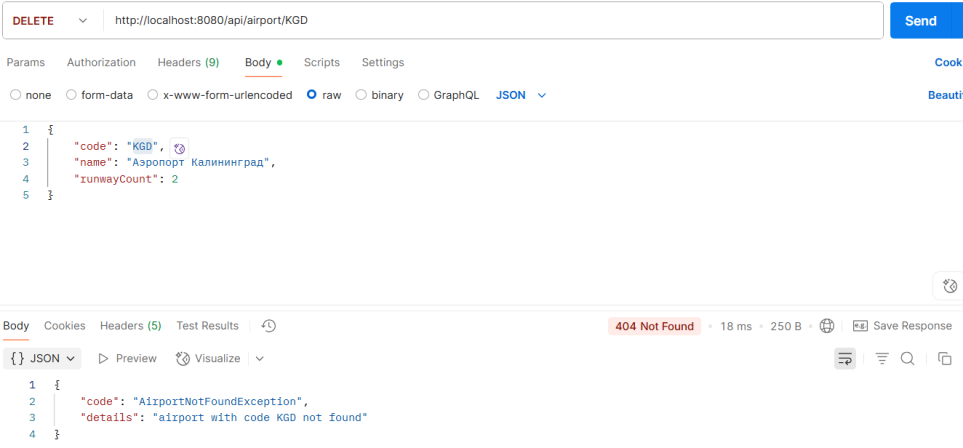 DELETE http://localhost:8080/api/airport/KGD Send
Params Authorization Headers (9) Body Scripts Settings Cook
none form-data x-www-form-urlencoded raw binary GraphQL JSON Beauti
1 {
2 "code": "KGD",
3 "name": "Аэропорт Калининград",
4 "runwayCount": 2
5 }
Body Cookies Headers (5) Test Results 404 Not Found 18 ms 250 B e.g. Save Response
{} JSON Preview Visualize
1 {
2 "code": "AirportNotFoundException",
3 "details": "airport with code KGD not found"
4 }